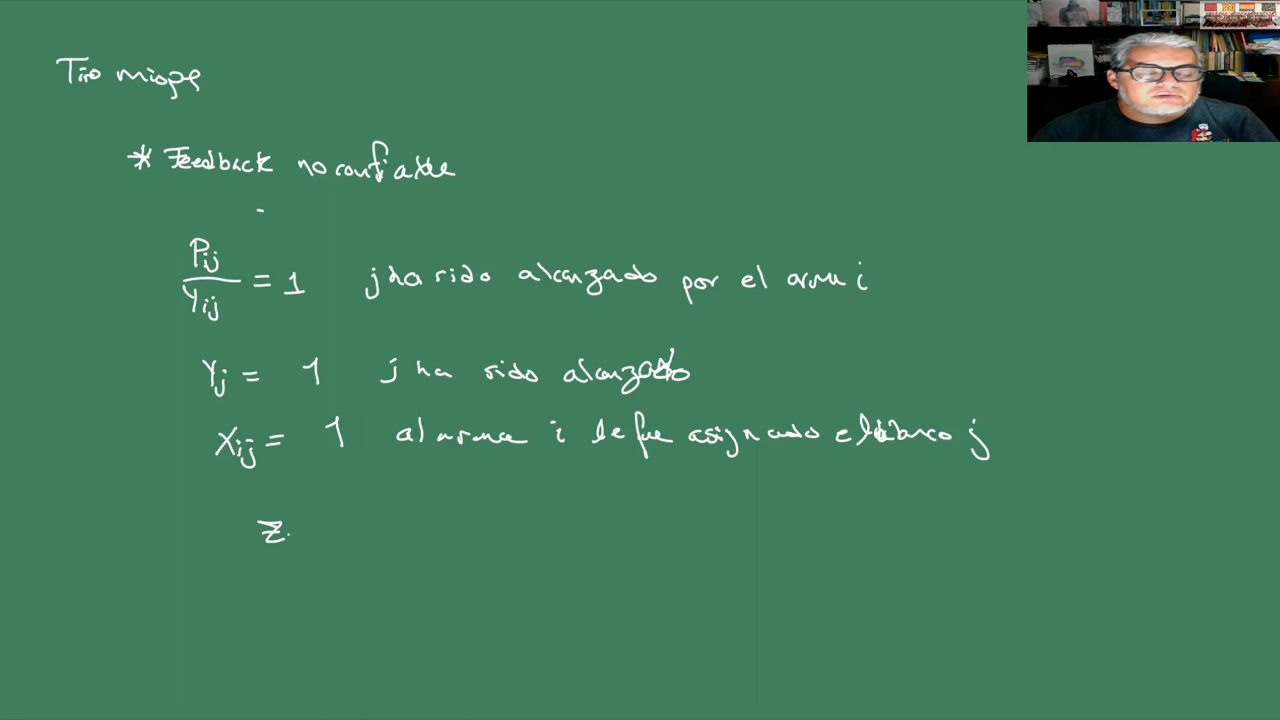 Tiro miope
* Feedback no confiable
Pij
Yij = 1 j ha sido alcanzado por el arma i
Yj = 1 j ha sido alcanzado
Xij = 1 al arma i le fue asignado el blanco j
Z